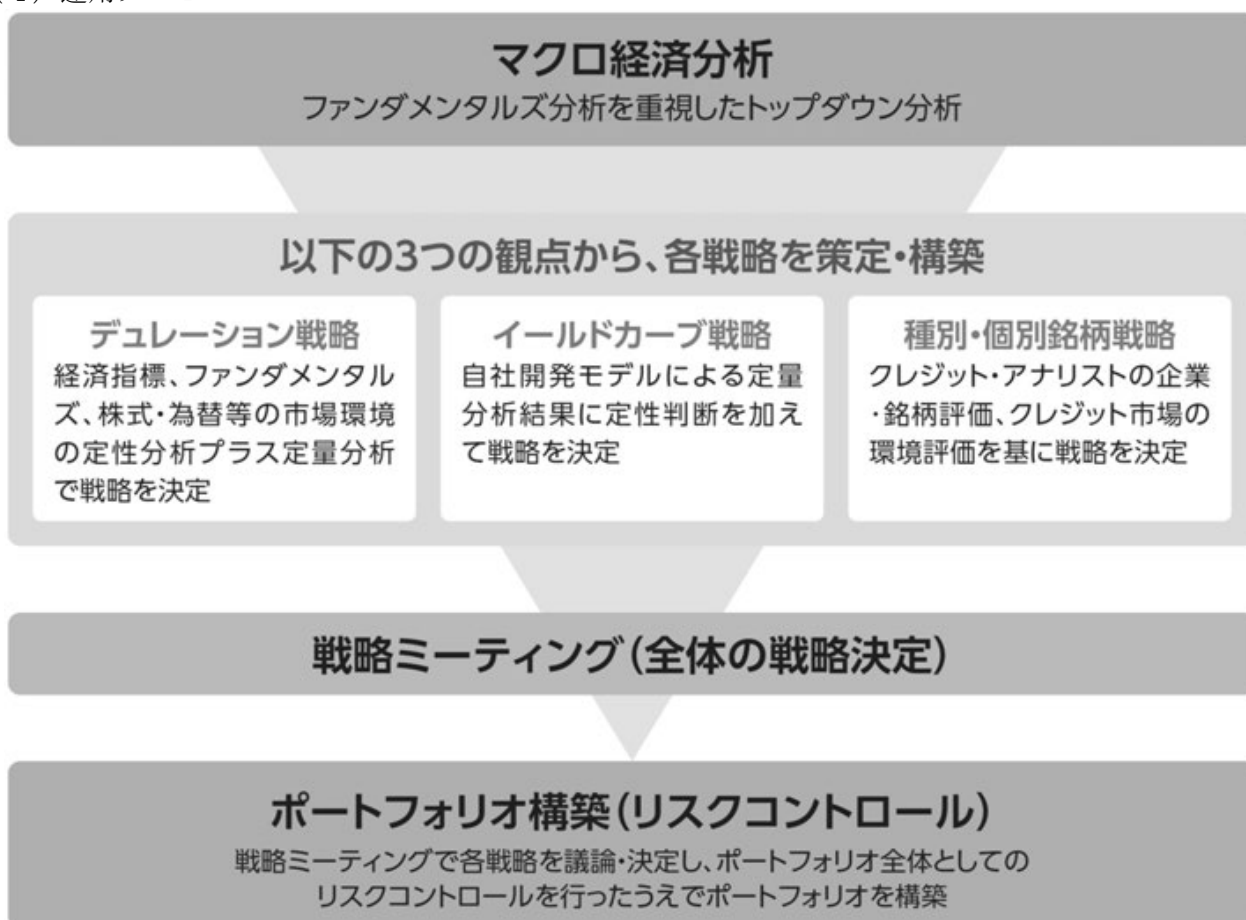 マクロ経済分析
ファンダメンタルズ分析を重視したトップダウン分析
以下の3つの観点から、各戦略を策定・構築
デュレーション戦略
経済指標、ファンダメンタル
ズ、株式・為替等の市場環境
の定性分析プラス定量分析
で戦略を決定
イールドカーブ戦略
自社開発モデルによる定量
分析結果に定性判断を加え
て戦略を決定
種別・個別銘柄戦略
クレジット・アナリストの企業
・銘柄評価、クレジット市場の
環境評価を基に戦略を決定
戦略ミーティング(全体の戦略決定)
ポートフォリオ構築(リスクコントロール)
戦略ミーティングで各戦略を議論・決定し、ポートフォリオ全体としての
リスクコントロールを行ったうえでポートフォリオを構築